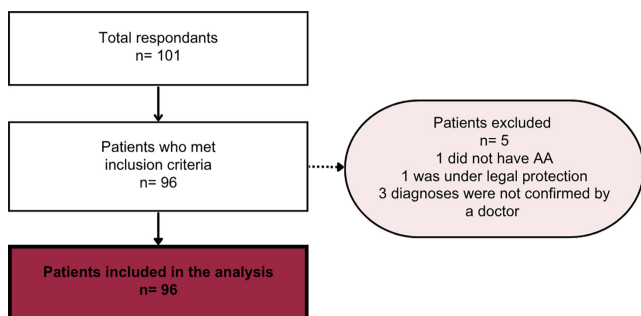 Total respondants
n= 101
Patients who met
inclusion criteria
n= 96
Patients excluded
n= 5
1 did not have AA
1 was under legal protection
3 diagnoses were not confirmed by
a doctor
Patients included in the analysis
n= 96